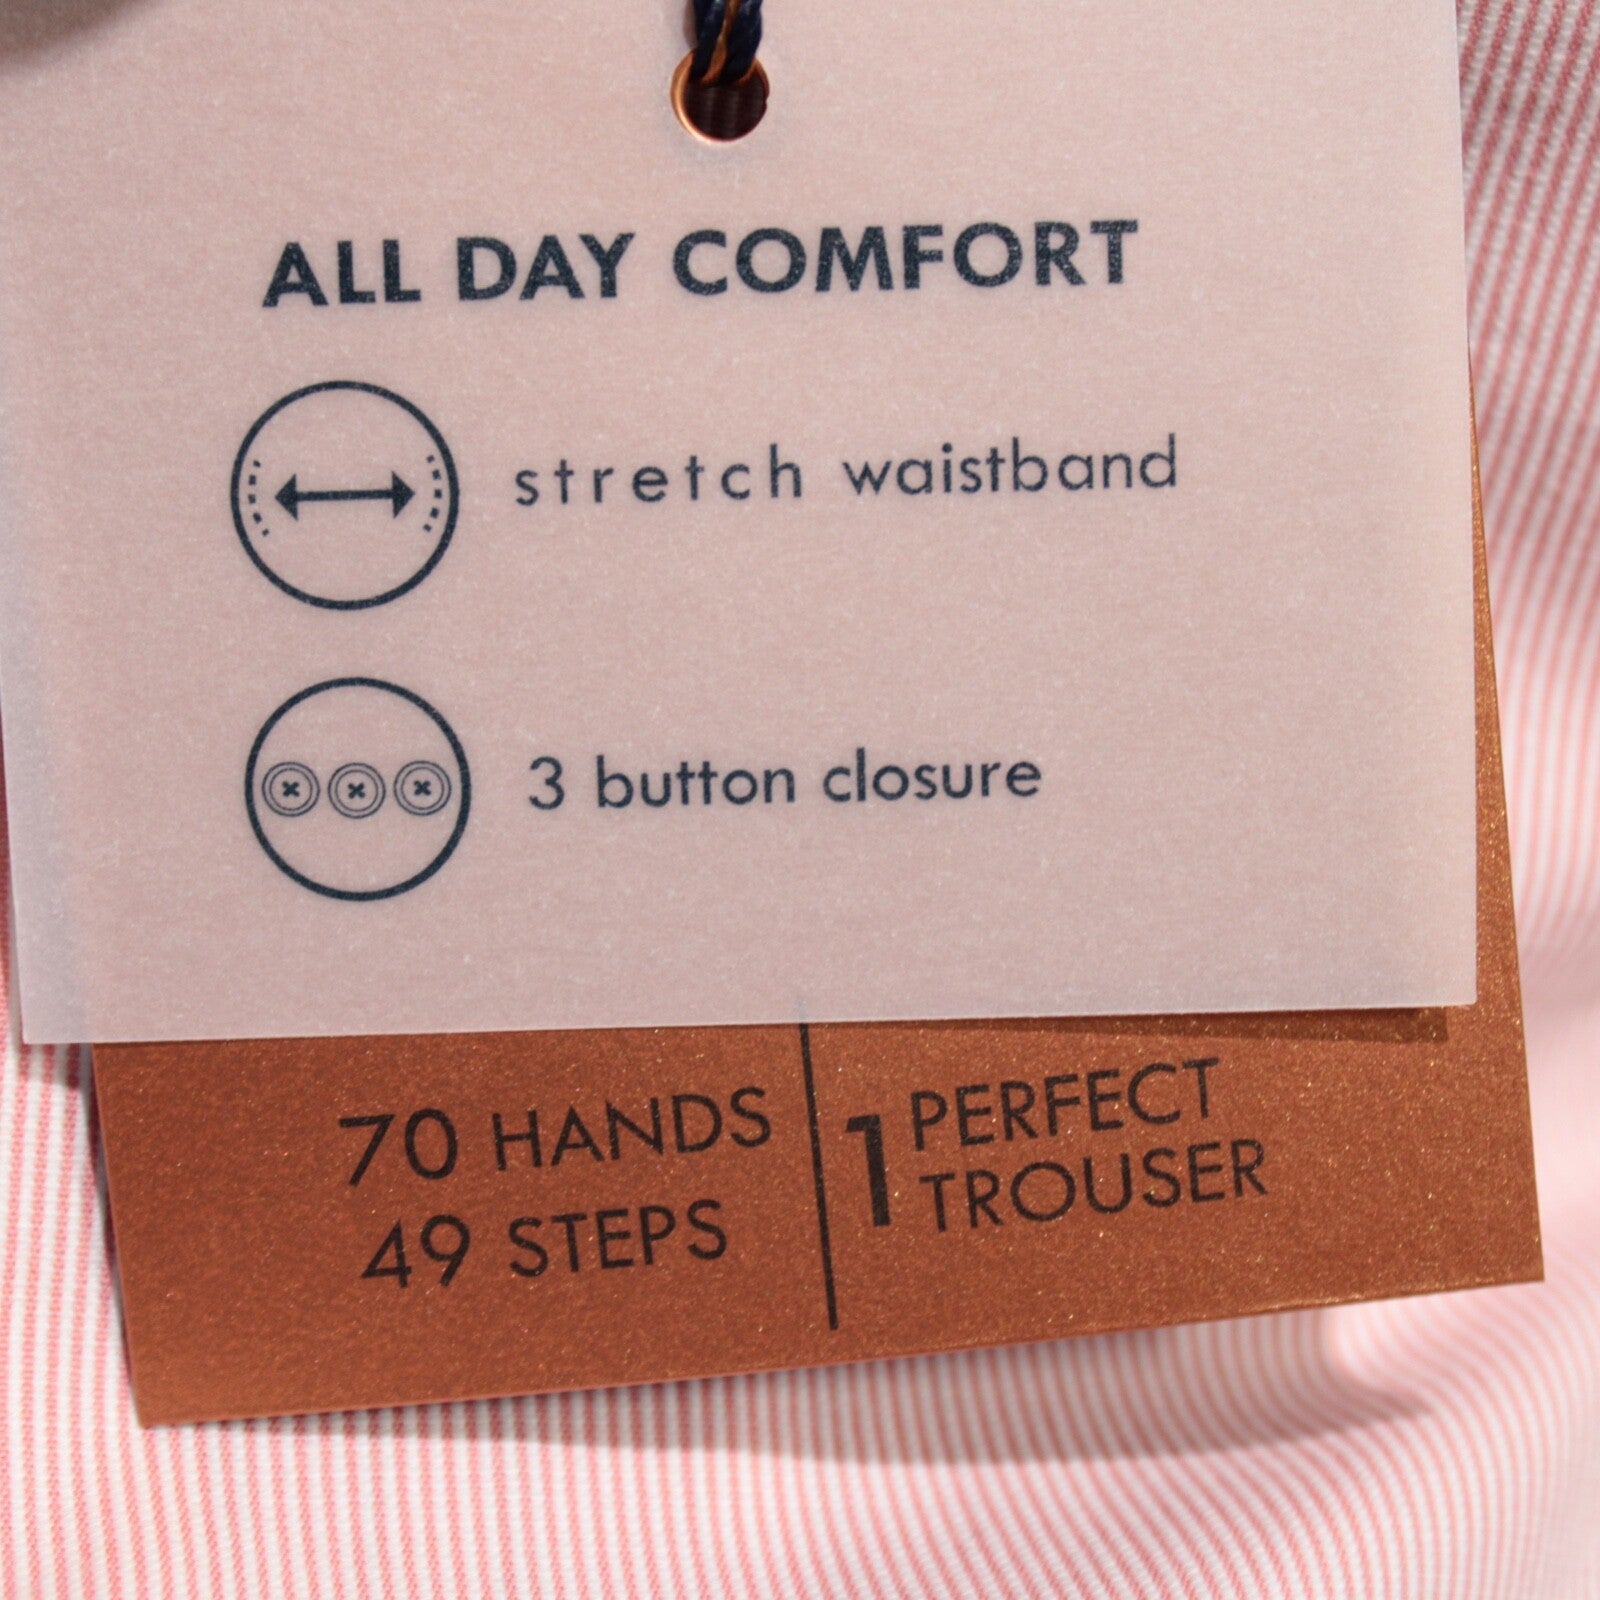 ALL DAY COMFORT
stretch waistband
3 button closure
70 HANDS
49 STEPS
1 PERFECT
TROUSER